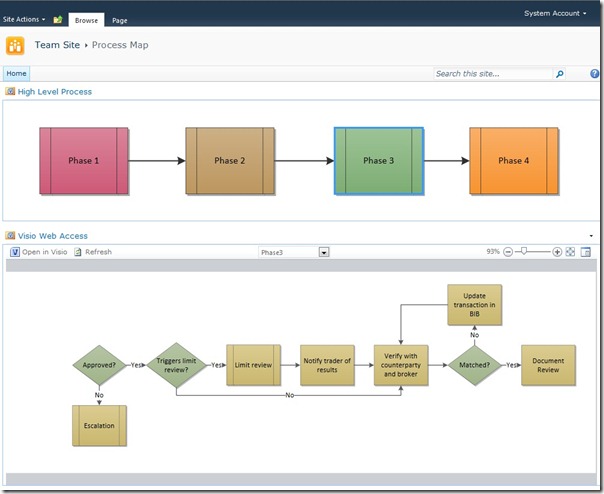 System Account
Site Actions Browse Page
Team Site Process Map
Home Search this site...
High Level Process
Phase 1 Phase 2 Phase 3 Phase 4
Visio Web Access
Open in Visio Refresh Phase3 93%
Update
transaction in
BIB
No
Approved? Yes Triggers limit
review? Yes Limit review Notify trader of
results Verify with
counterparty
and broker Matched? Yes Document
Review
No No
Escalation